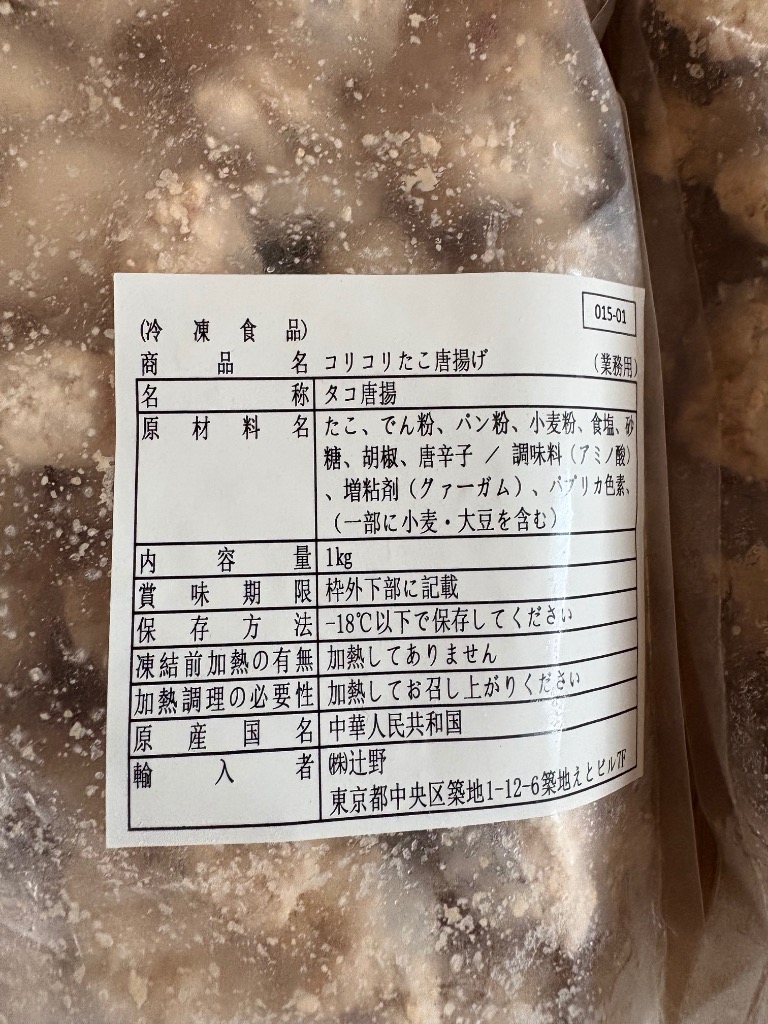 015-01
(冷凍食品)
商品名 コリコリたこ唐揚げ (業務用)
名称 タコ唐揚
原材料名 たこ、でん粉、パン粉、小麦粉、食塩、砂
糖、胡椒、唐辛子 / 調味料(アミノ酸)
、増粘剤(グァーガム)、パプリカ色素、
(一部に小麦・大豆を含む)
内容量 1kg
賞味期限 枠外下部に記載
保存方法 -18℃以下で保存してください
凍結前加熱の有無 加熱してありません
加熱調理の必要性 加熱してお召し上がりください
原産国名 中華人民共和国
輸入者 ㈱辻野
東京都中央区築地1-12-6築地えとビル7F